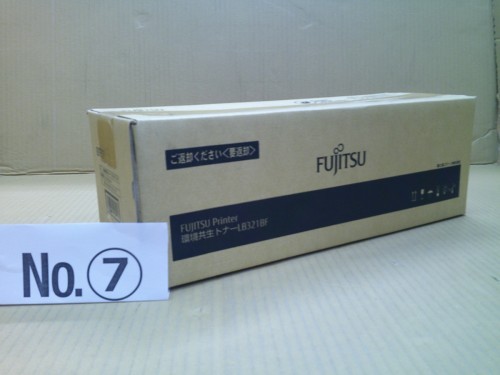 ご返却ください<要返却>
FUJITSU
FUJITSU Printer
環境共生トナーLB321BF
No.⑦